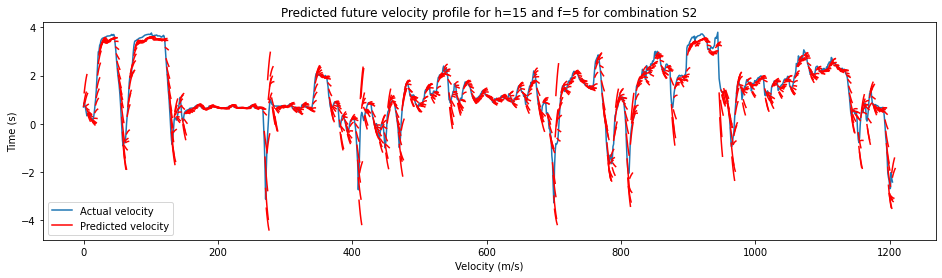 Predicted future velocity profile for h=15 and f=5 for combination S2
Time (s)
4
2
0
−2
−4
Actual velocity
Predicted velocity
0 200 400 600 800 1000 1200
Velocity (m/s)